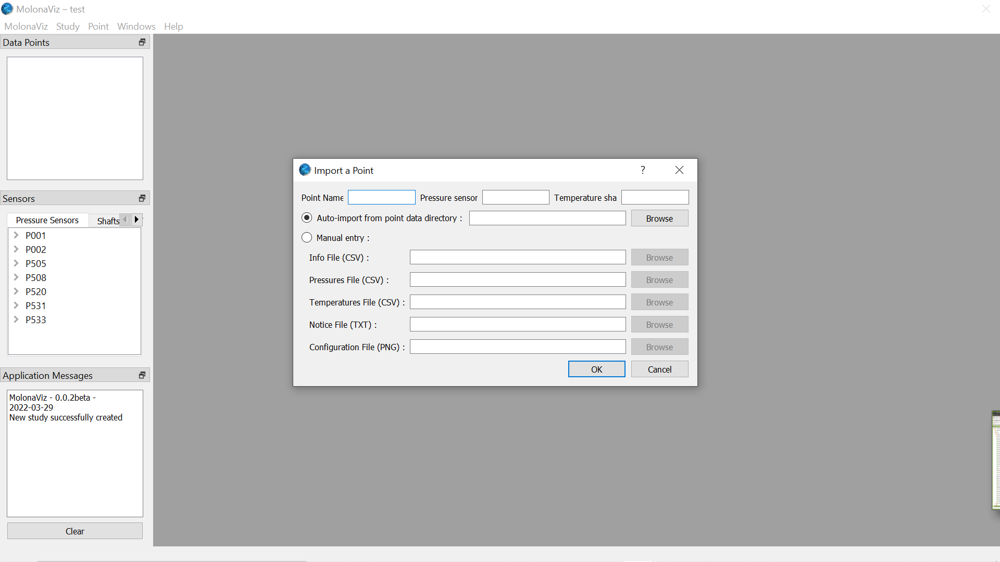 MolonaViz – test
MolonaViz Study Point Windows Help
Data Points
Sensors
Pressure Sensors Shafts
P001
P002
P505
P508
P520
P531
P533
Application Messages
MolonaViz - 0.0.2beta -
2022-03-29
New study successfully created
Clear
Import a Point
?
Point Name Pressure sensor Temperature sha
Auto-import from point data directory : Browse
Manual entry :
Info File (CSV) : Browse
Pressures File (CSV) : Browse
Temperatures File (CSV) : Browse
Notice File (TXT) : Browse
Configuration File (PNG) : Browse
OK Cancel